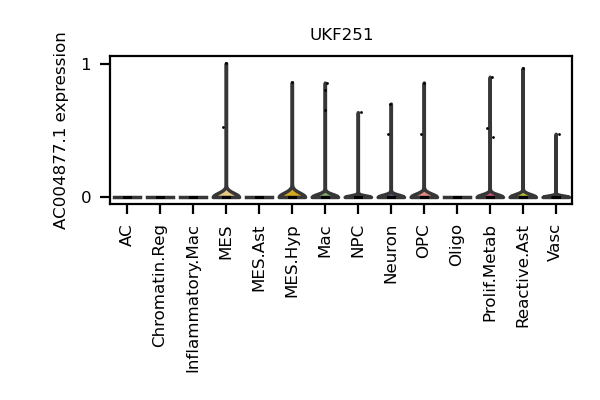 UKF251
AC004877.1 expression
1
0
AC
Chromatin.Reg
Inflammatory.Mac
MES
MES.Ast
MES.Hyp
Mac
NPC
Neuron
OPC
Oligo
Prolif.Metab
Reactive.Ast
Vasc